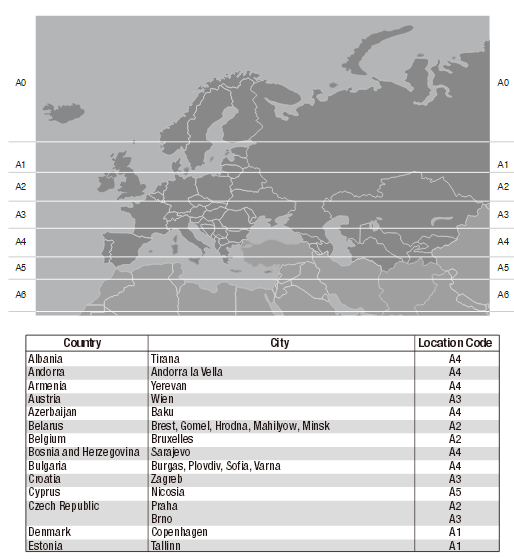 A0 A0
A1 A1
A2 A2
A3 A3
A4 A4
A5 A5
A6 A6
Country City Location Code
Albania Tirana A4
Andorra Andorra la Vella A4
Armenia Yerevan A4
Austria Wien A3
Azerbaijan Baku A4
Belarus Brest, Gomel, Hrodna, Mahilyow, Minsk A2
Belgium Bruxelles A2
Bosnia and Herzegovina Sarajevo A4
Bulgaria Burgas, Plovdiv, Sofia, Varna A4
Croatia Zagreb A3
Cyprus Nicosia A5
Czech Republic Praha A2
Brno A3
Denmark Copenhagen A1
Estonia Tallinn A1